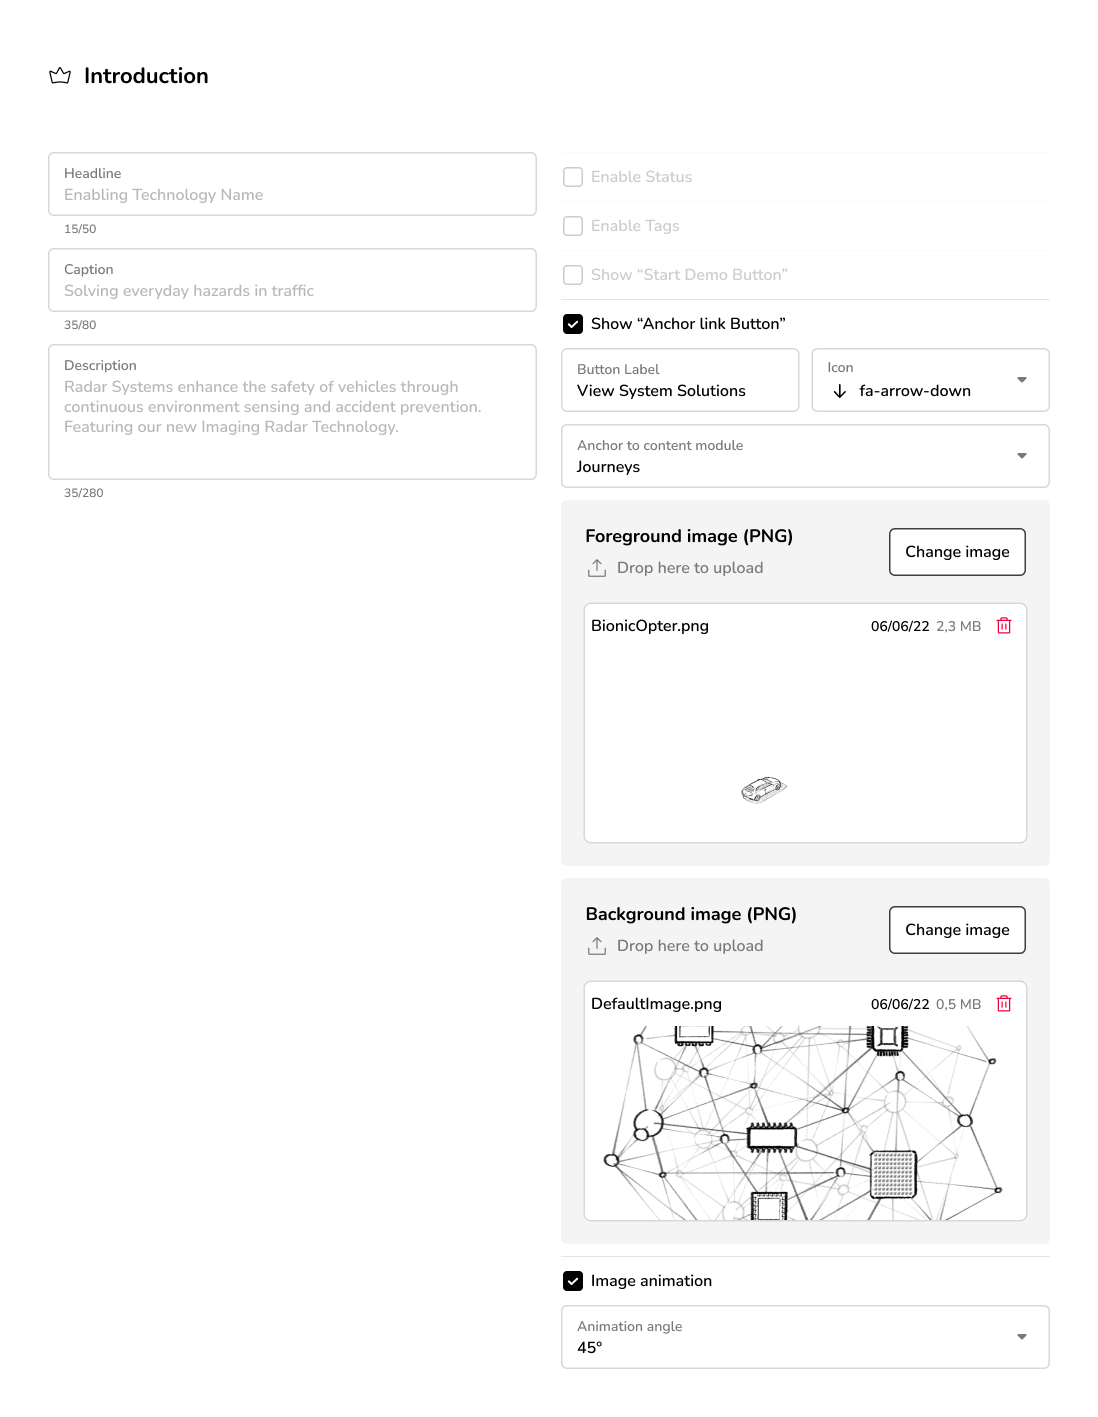 Introduction
Headline
Enabling Technology Name
15/50
Caption
Solving everyday hazards in traffic
35/80
Description
Radar Systems enhance the safety of vehicles through
continuous environment sensing and accident prevention.
Featuring our new Imaging Radar Technology.
35/280
Enable Status
Enable Tags
Show “Start Demo Button”
Show “Anchor link Button”
Button Label
View System Solutions
Icon
fa-arrow-down
Anchor to content module
Journeys
Foreground image (PNG)
Drop here to upload
Change image
BionicOpter.png 06/06/22 2,3 MB
Background image (PNG)
Drop here to upload
Change image
DefaultImage.png 06/06/22 0,5 MB
Image animation
Animation angle
45°